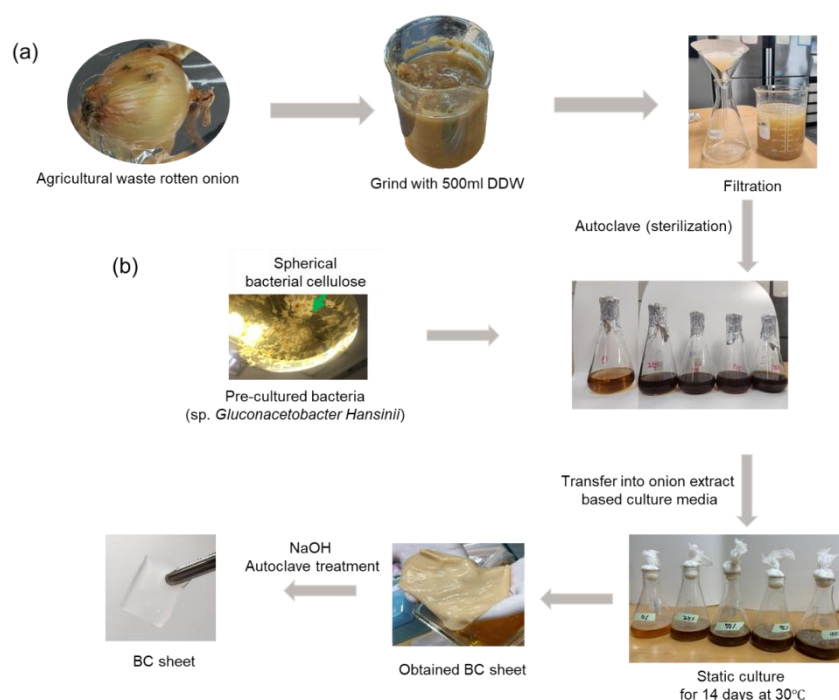 (a)
Agricultural waste rotten onion
Grind with 500ml DDW
Filtration
Autoclave (sterilization)
(b)
Spherical
bacterial cellulose
Pre-cultured bacteria
(sp. Gluconacetobacter Hansinii)
Transfer into onion extract
based culture media
NaOH
Autoclave treatment
BC sheet
Obtained BC sheet
Static culture
for 14 days at 30℃